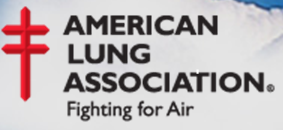 AMERICAN
LUNG
ASSOCIATION®
Fighting for Air